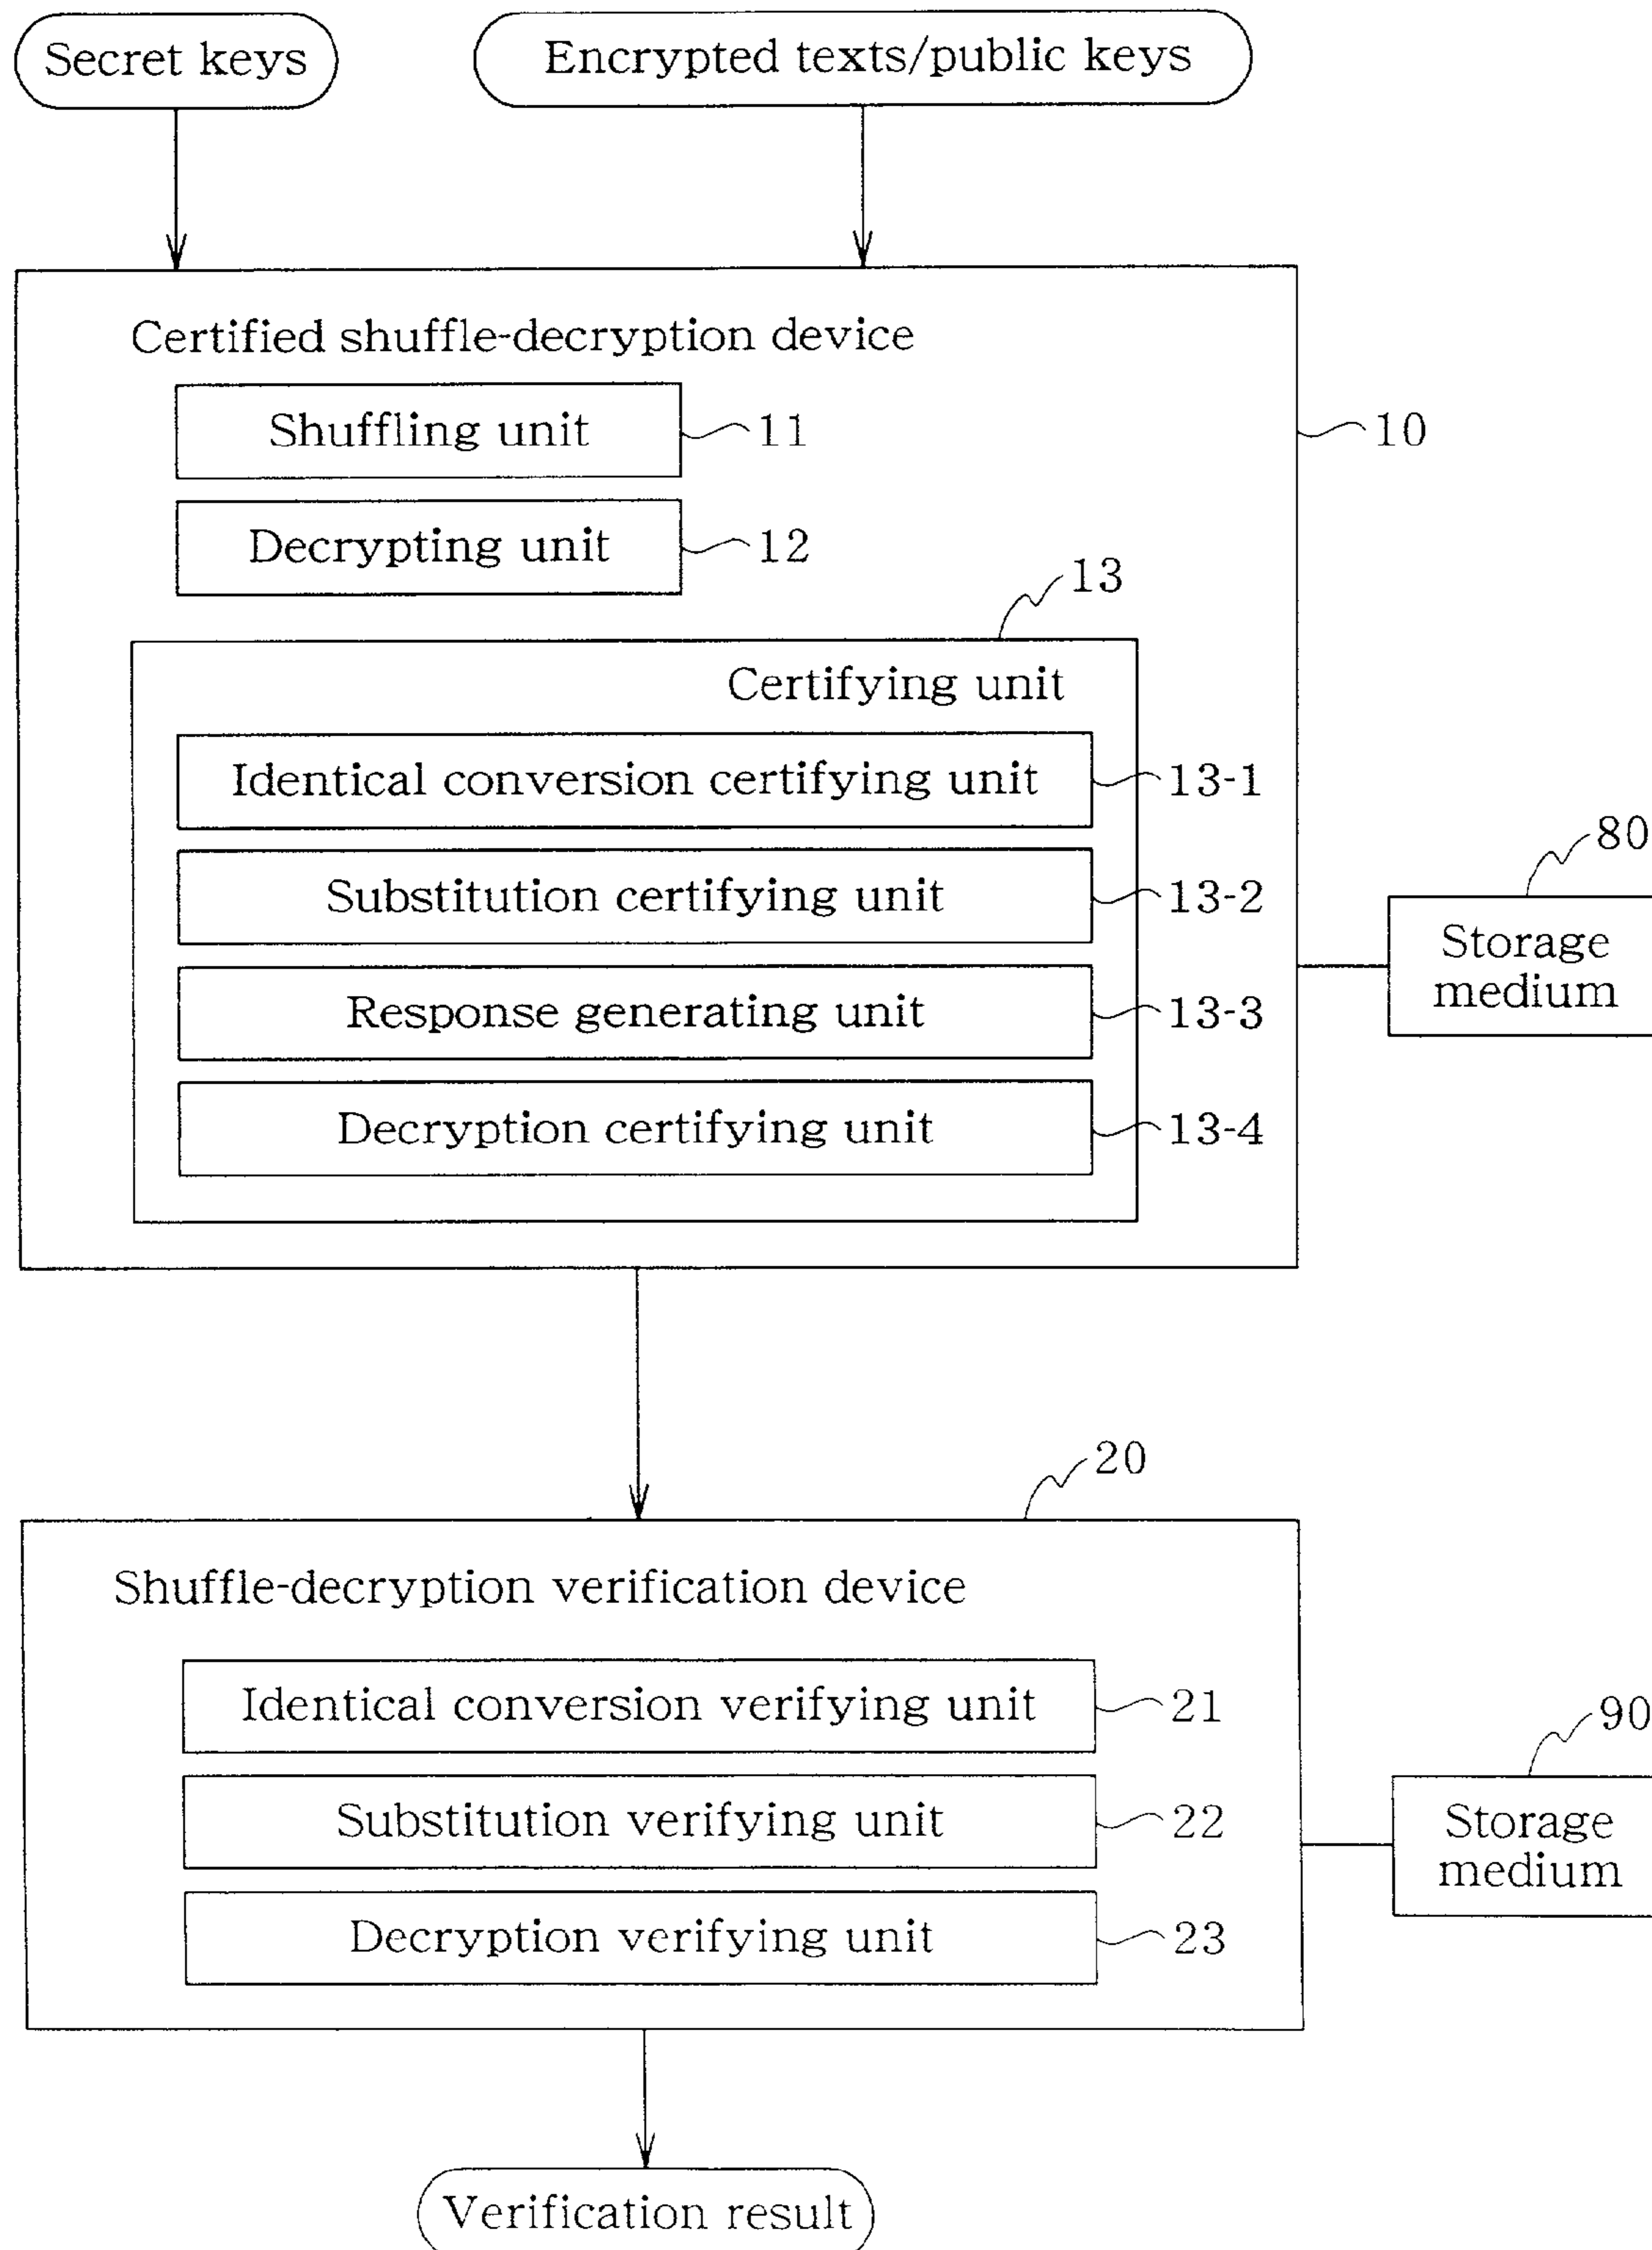 Secret keys
Encrypted texts/public keys
Certified shuffle-decryption device
Shuffling unit
11
10
Decrypting unit
12
13
Certifying unit
Identical conversion certifying unit
13-1
80
Substitution certifying unit
13-2
Storage
medium
Response generating unit
13-3
Decryption certifying unit
13-4
20
Shuffle-decryption verification device
Identical conversion verifying unit
21
90
Substitution verifying unit
22
Storage
medium
Decryption verifying unit
23
Verification result